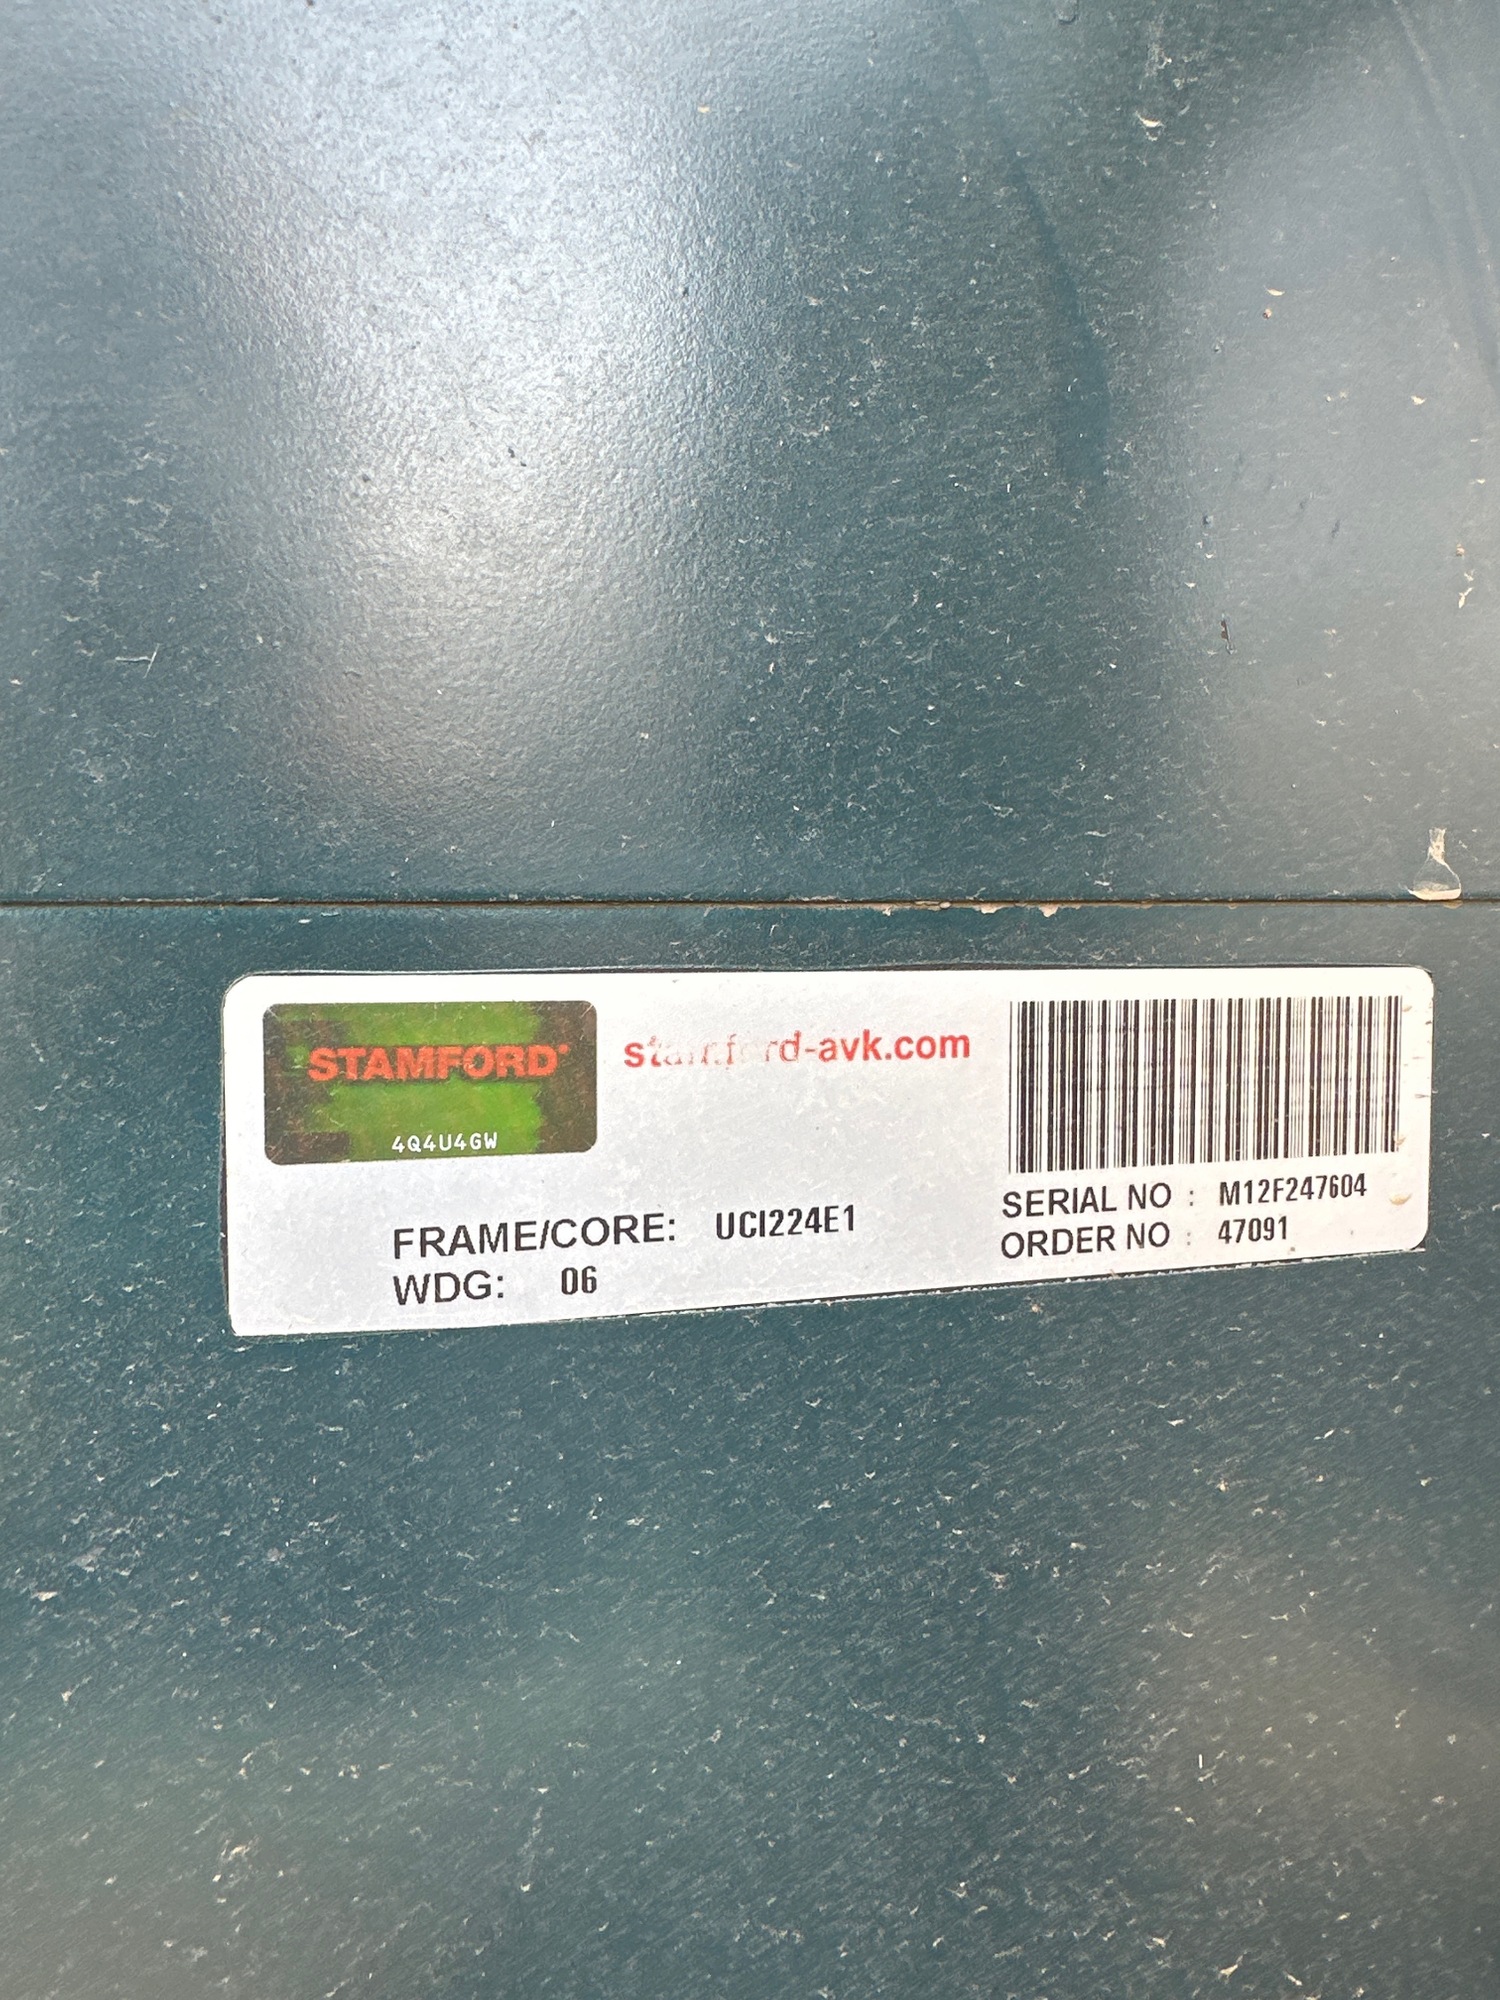 STAMFORD
4Q4U4GW
stamford-avk.com
FRAME/CORE: UCI224E1
WDG: 06
SERIAL NO : M12F247604
ORDER NO : 47091